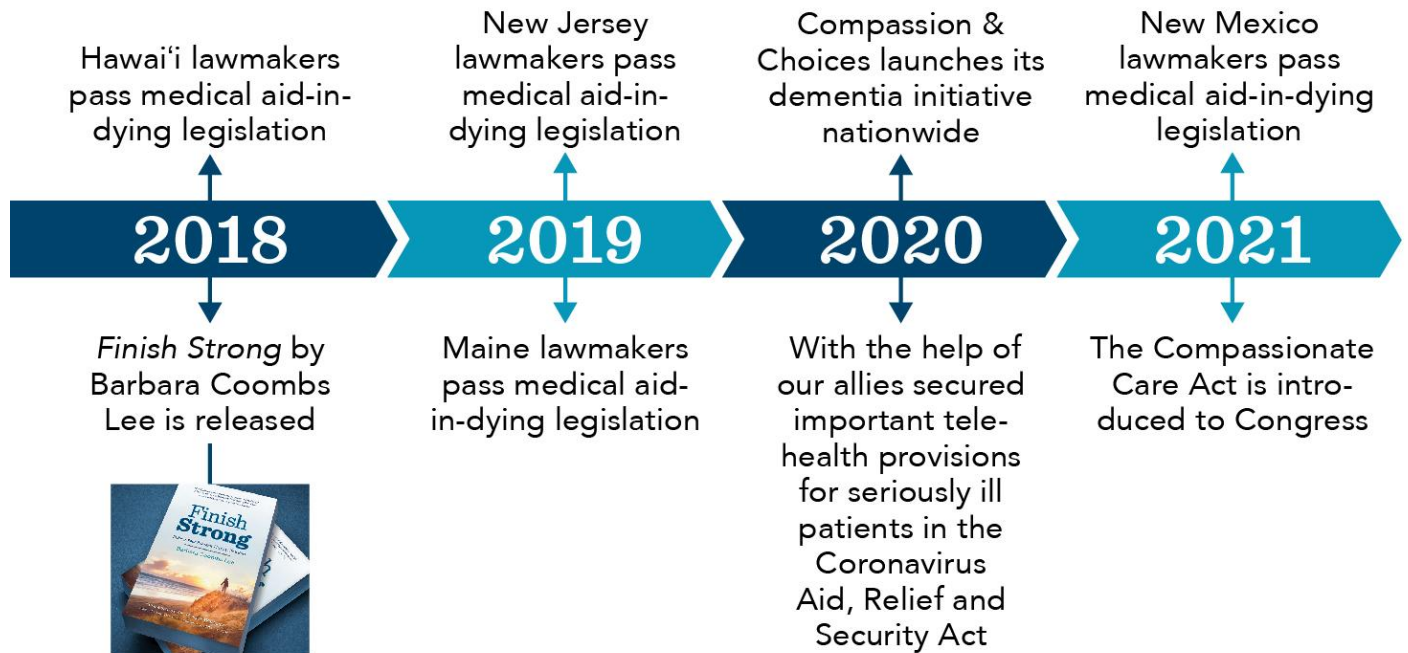 Hawai‘i lawmakers
pass medical aid-in-
dying legislation
New Jersey
lawmakers pass
medical aid-in-
dying legislation
Compassion &
Choices launches its
dementia initiative
nationwide
New Mexico
lawmakers pass
medical aid-in-dying
legislation
2018
2019
2020
2021
Finish Strong by
Barbara Coombs
Lee is released
Maine lawmakers
pass medical aid-
in-dying legislation
With the help of
our allies secured
important tele-
health provisions
for seriously ill
patients in the
Coronavirus
Aid, Relief and
Security Act
The Compassionate
Care Act is intro-
duced to Congress
Finish
Strong
Barbara Coombs Lee